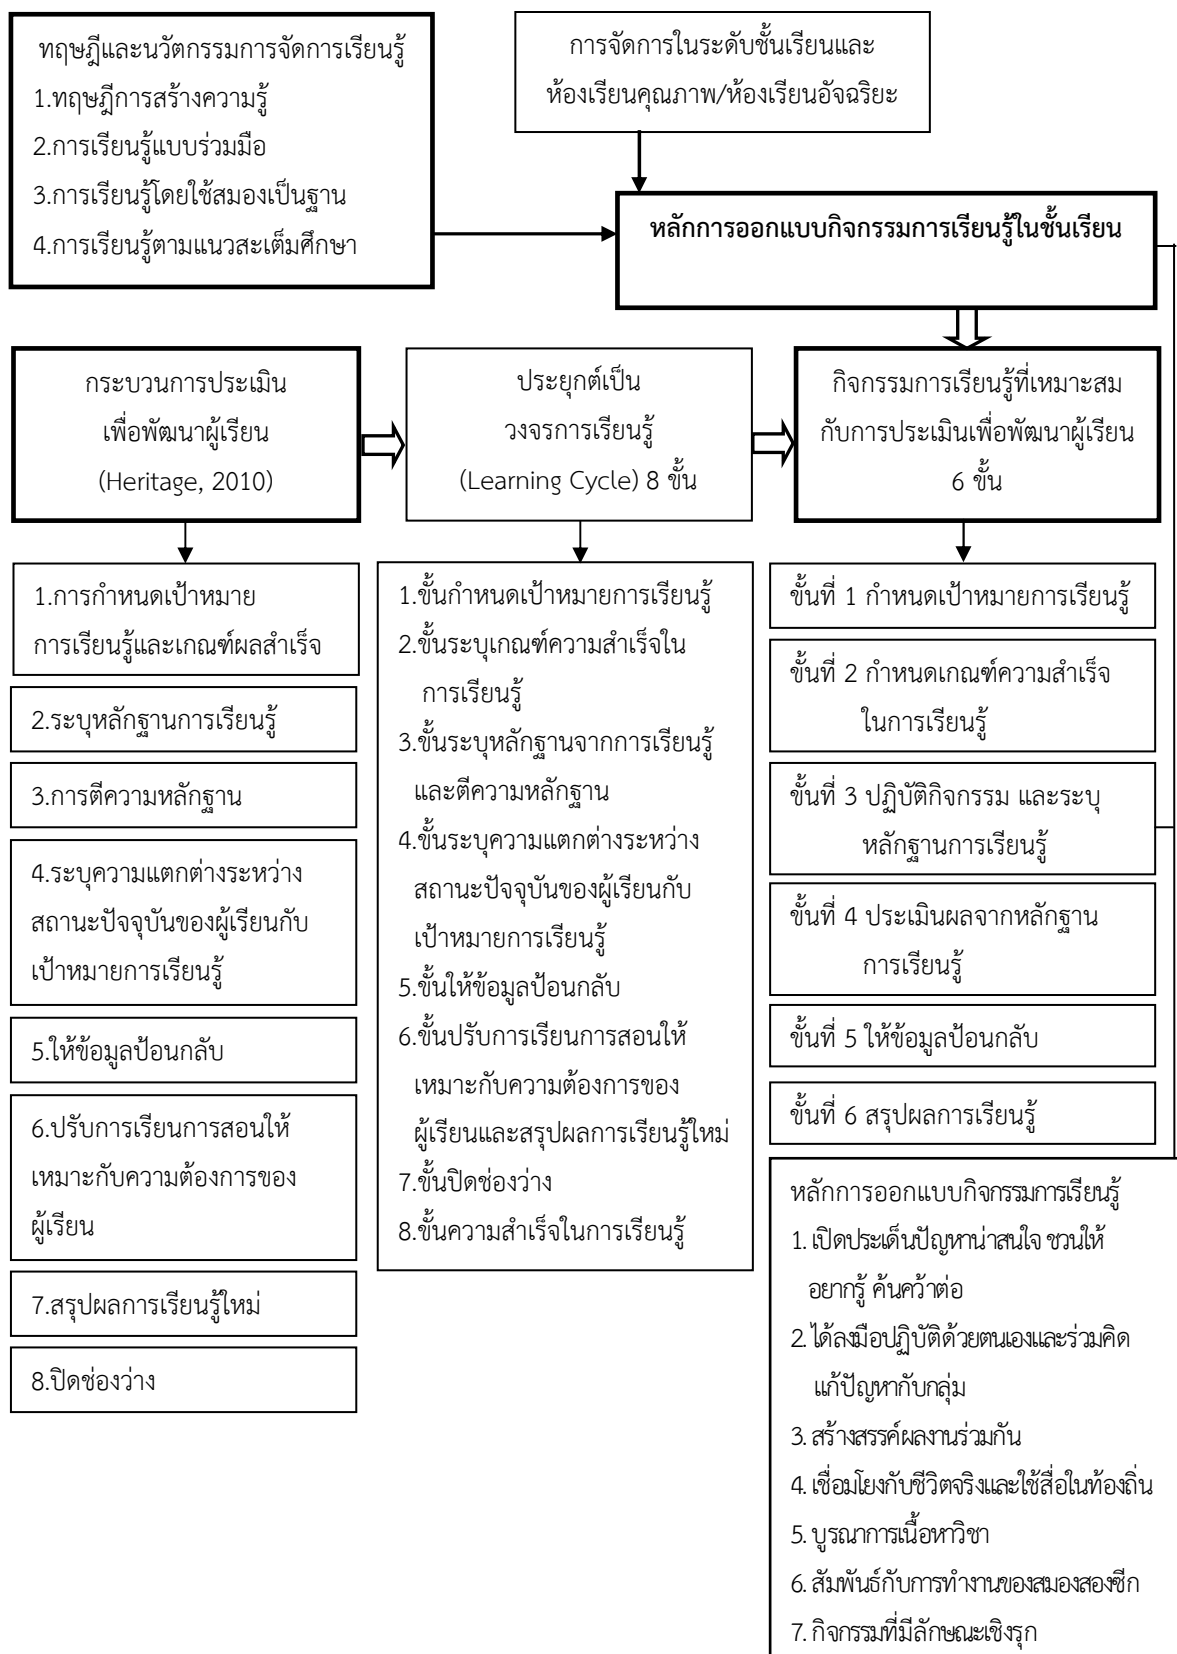 ทฤษฎีและนวัตกรรมการจัดการเรียนรู้
1.ทฤษฎีการสร้างความรู้
2.การเรียนรู้แบบร่วมมือ
3.การเรียนรู้โดยใช้สมองเป็นฐาน
4.การเรียนรู้ตามแนวสะเต็มศึกษา
การจัดการในระดับชั้นเรียนและ
ห้องเรียนคุณภาพ/ห้องเรียนอัจฉริยะ
หลักการออกแบบกิจกรรมการเรียนรู้ในชั้นเรียน
กระบวนการประเมิน
เพื่อพัฒนาผู้เรียน
(Heritage, 2010)
ประยุกต์เป็น
วงจรการเรียนรู้
(Learning Cycle) 8 ขั้น
กิจกรรมการเรียนรู้ที่เหมาะสม
กับการประเมินเพื่อพัฒนาผู้เรียน
6 ขั้น
1.การกำหนดเป้าหมาย
การเรียนรู้และเกณฑ์ผลสำเร็จ
2.ระบุหลักฐานการเรียนรู้
3.การตีความหลักฐาน
4.ระบุความแตกต่างระหว่าง
สถานะปัจจุบันของผู้เรียนกับ
เป้าหมายการเรียนรู้
5.ให้ข้อมูลป้อนกลับ
6.ปรับการเรียนการสอนให้
เหมาะกับความต้องการของ
ผู้เรียน
7.สรุปผลการเรียนรู้ใหม่
8.ปิดช่องว่าง
1.ขั้นกำหนดเป้าหมายการเรียนรู้
2.ขั้นระบุเกณฑ์ความสำเร็จใน
การเรียนรู้
3.ขั้นระบุหลักฐานจากการเรียนรู้
และตีความหลักฐาน
4.ขั้นระบุความแตกต่างระหว่าง
สถานะปัจจุบันของผู้เรียนกับ
เป้าหมายการเรียนรู้
5.ขั้นให้ข้อมูลป้อนกลับ
6.ขั้นปรับการเรียนการสอนให้
เหมาะกับความต้องการของ
ผู้เรียนและสรุปผลการเรียนรู้ใหม่
7.ขั้นปิดช่องว่าง
8.ขั้นความสำเร็จในการเรียนรู้
ขั้นที่ 1 กำหนดเป้าหมายการเรียนรู้
ขั้นที่ 2 กำหนดเกณฑ์ความสำเร็จ
ในการเรียนรู้
ขั้นที่ 3 ปฏิบัติกิจกรรม และระบุ
หลักฐานการเรียนรู้
ขั้นที่ 4 ประเมินผลจากหลักฐาน
การเรียนรู้
ขั้นที่ 5 ให้ข้อมูลป้อนกลับ
ขั้นที่ 6 สรุปผลการเรียนรู้
หลักการออกแบบกิจกรรมการเรียนรู้
1. เปิดประเด็นปัญหาน่าสนใจ ชวนให้
อยากรู้ ค้นคว้าต่อ
2. ได้ลงมือปฏิบัติด้วยตนเองและร่วมคิด
แก้ปัญหากับกลุ่ม
3. สร้างสรรค์ผลงานร่วมกัน
4. เชื่อมโยงกับชีวิตจริงและใช้สื่อในท้องถิ่น
5. บูรณาการเนื้อหาวิชา
6. สัมพันธ์กับการทำงานของสมองสองซีก
7. กิจกรรมที่มีลักษณะเชิงรุก